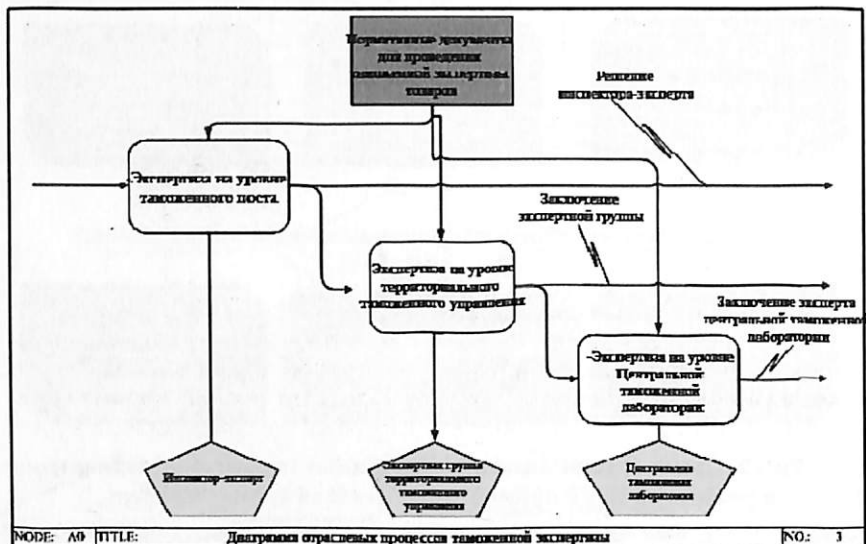 Нормативные документы
для проведения
таможенной экспертизы
товаров
Решение
инспектора-эксперта
Экспертиза на уровне
таможенного поста
Заключение
экспертной группы
Экспертиза на уровне
территориального
таможенного управления
Заключение эксперта
центральной таможенной
лаборатории
-Экспертиза на уровне
Центральной
таможенной
лаборатории
Инспектор-эксперт
Экспертная группа
территориального
таможенного
управления
Центральная
таможенная
лаборатория
NODE: A0 TITLE: Диаграмма отраслевых процессов таможенной экспертизы NO.: 3